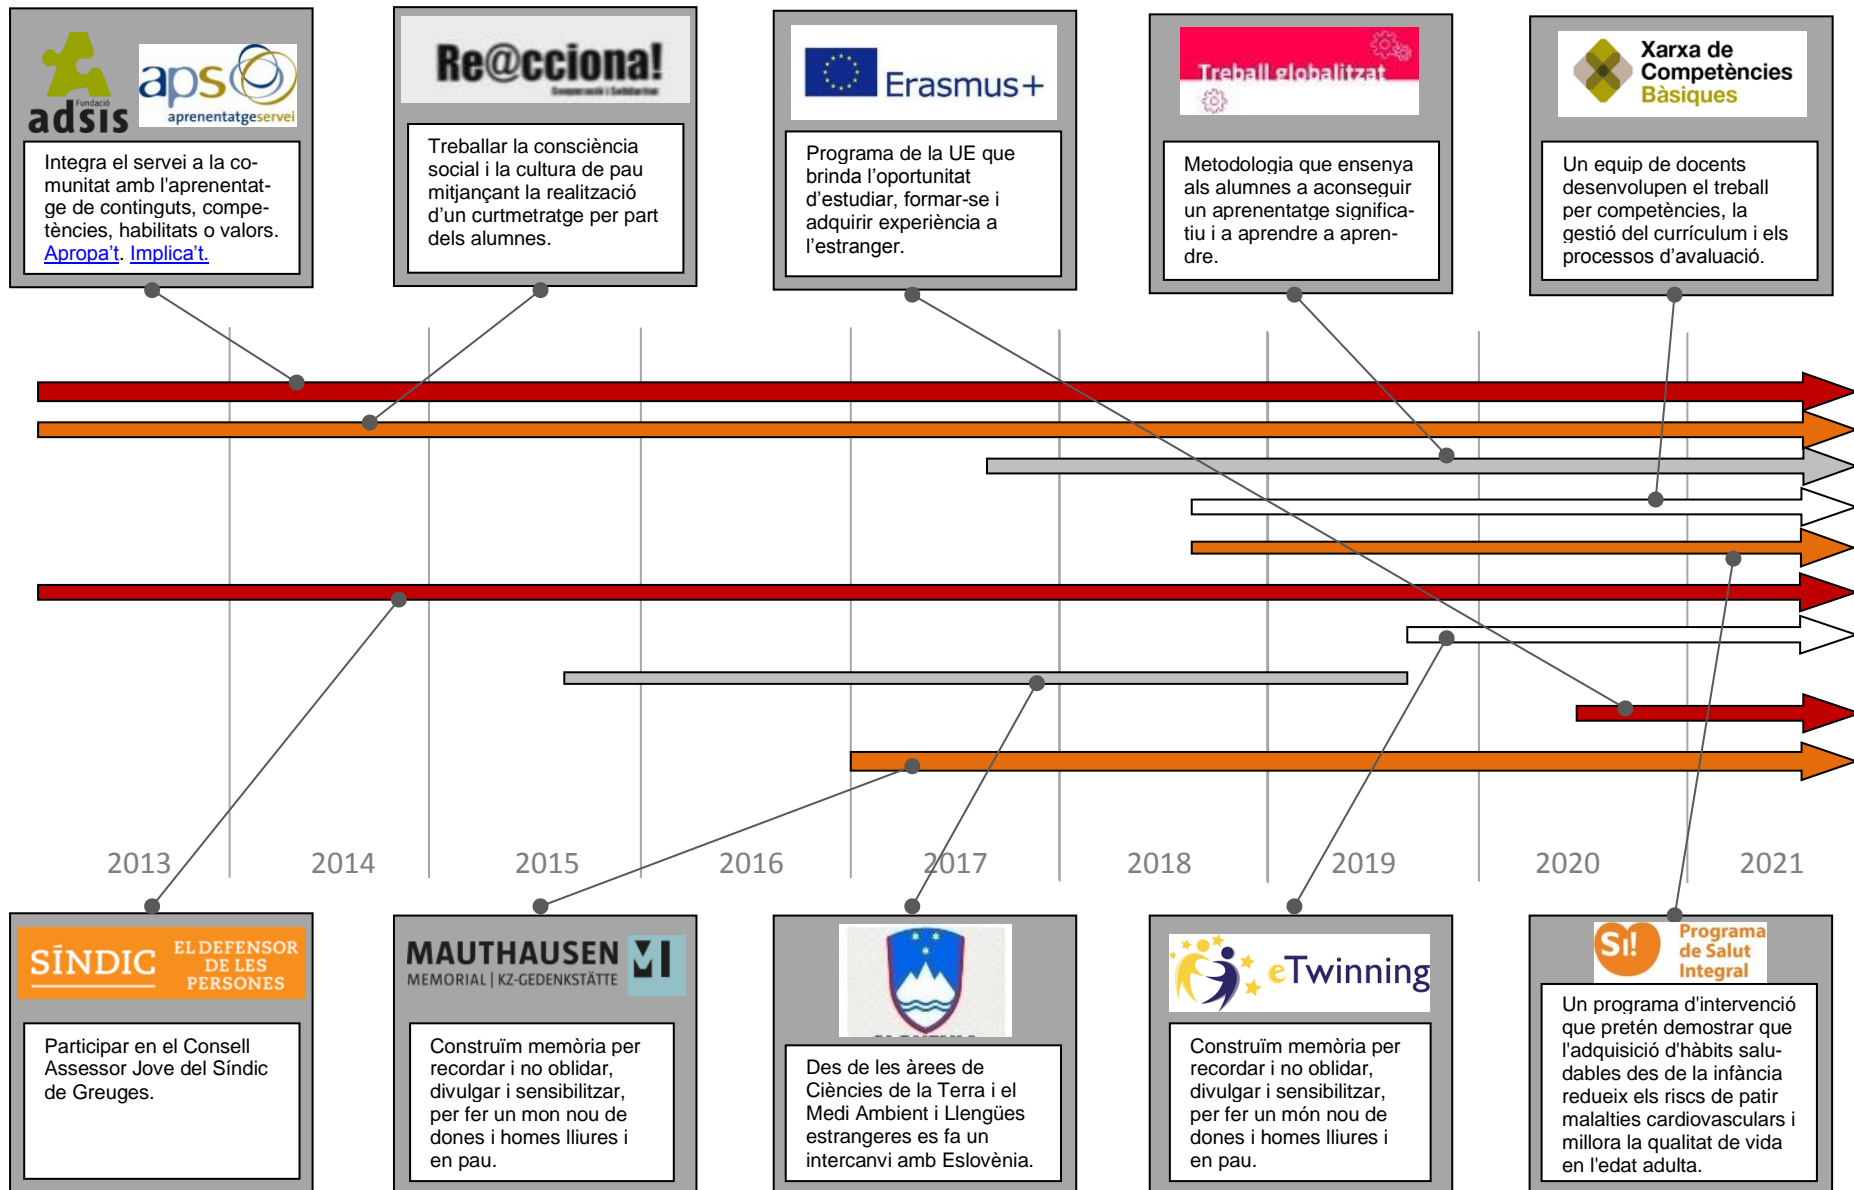 Fundació
adsis
aps
aprenentatgeservei
Integra el servei a la co-
munitat amb l'aprenentat-
ge de continguts, compe-
tències, habilitats o valors.
Apropa't. Implica't.
Re@cciona!
Cooperació i Solidaritat
Treballar la consciència
social i la cultura de pau
mitjançant la realització
d'un curtmetratge per part
dels alumnes.
Erasmus+
Programa de la UE que
brinda l'oportunitat
d'estudiar, formar-se i
adquirir experiència a
l'estranger.
Treball globalitzat
Metodologia que ensenya
als alumnes a aconseguir
un aprenentatge significa-
tiu i a aprendre a apren-
dre.
Xarxa de
Competències
Bàsiques
Un equip de docents
desenvolupen el treball
per competències, la
gestió del currículum i els
processos d'avaluació.
2013
2014
2015
2016
2017
2018
2019
2020
2021
SÍNDIC
EL DEFENSOR
DE LES
PERSONES
Participar en el Consell
Assessor Jove del Síndic
de Greuges.
MAUTHAUSEN
MEMORIAL | KZ-GEDENKSTÄTTE
Construïm memòria per
recordar i no oblidar,
divulgar i sensibilitzar,
per fer un mon nou de
dones i homes lliures i
en pau.
Des de les àrees de
Ciències de la Terra i el
Medi Ambient i Llengües
estrangeres es fa un
intercanvi amb Eslovènia.
eTwinning
Construïm memòria per
recordar i no oblidar,
divulgar i sensibilitzar,
per fer un món nou de
dones i homes lliures i
en pau.
Si!
Programa
de Salut
Integral
Un programa d'intervenció
que pretén demostrar que
l'adquisició d'hàbits salu-
dables des de la infància
redueix els riscs de patir
malalties cardiovasculars i
millora la qualitat de vida
en l'edat adulta.